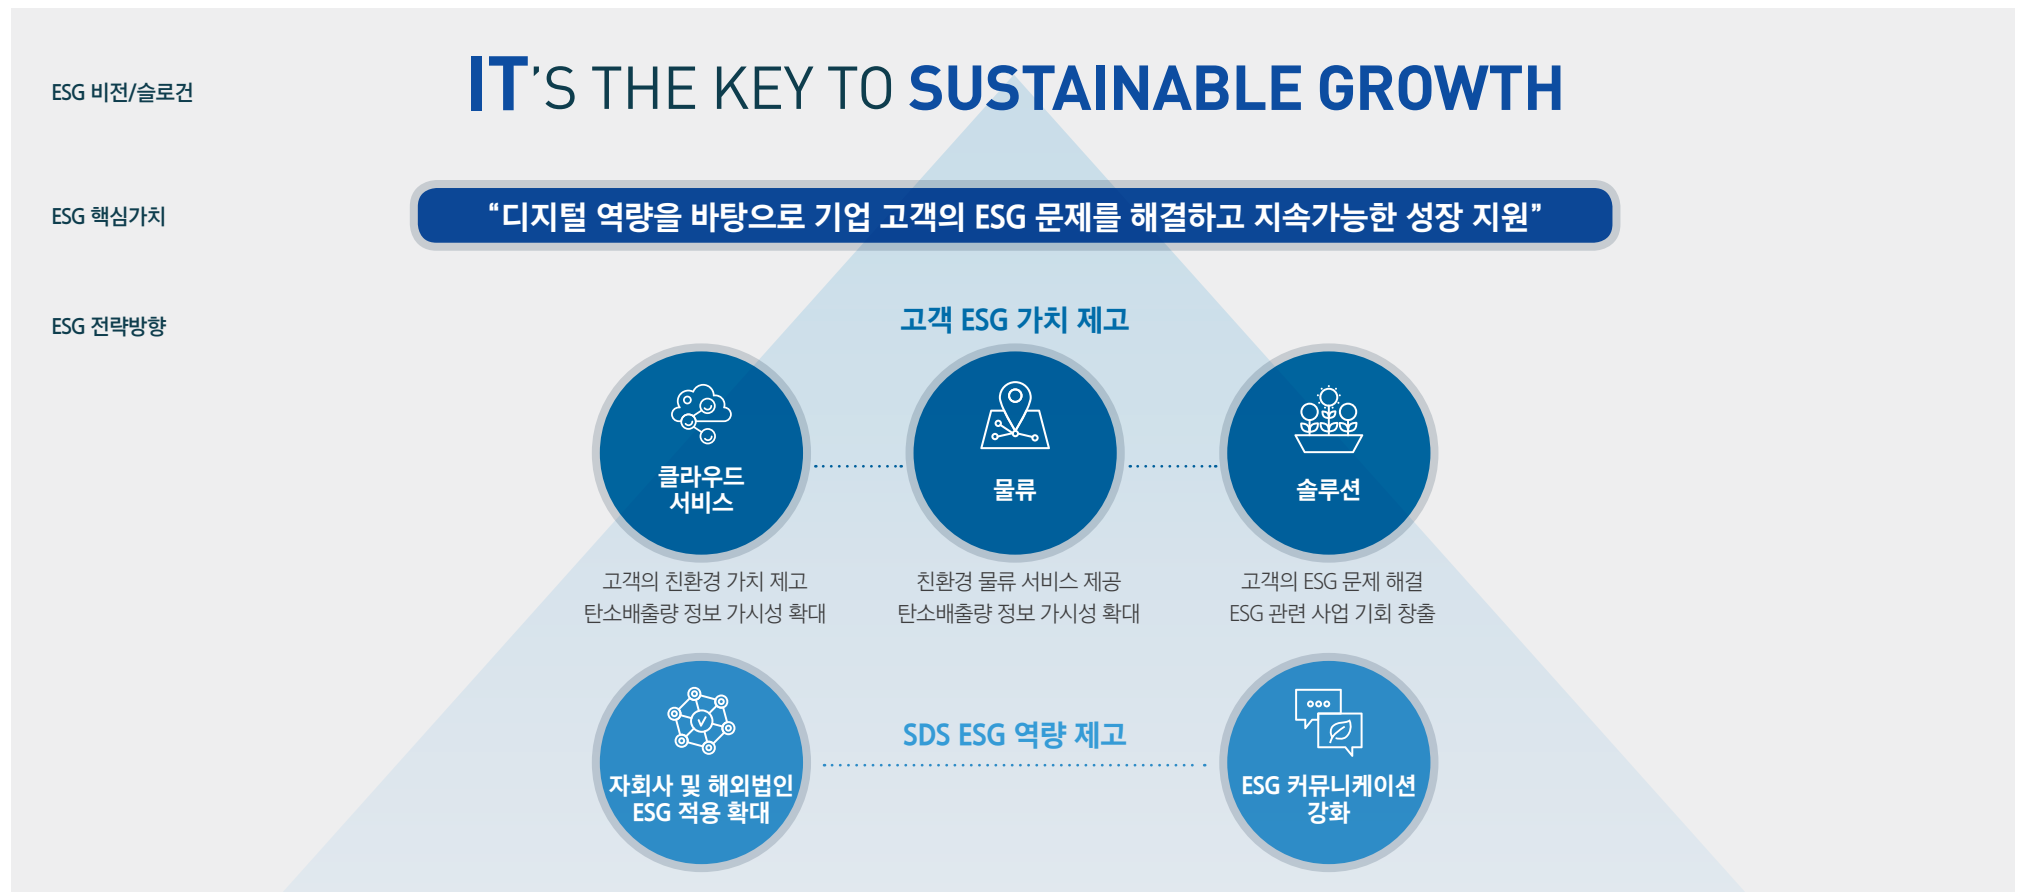 ESG 비전/슬로건
IT'S THE KEY TO SUSTAINABLE GROWTH
ESG 핵심가치
“디지털 역량을 바탕으로 기업 고객의 ESG 문제를 해결하고 지속가능한 성장 지원”
ESG 전략방향
고객 ESG 가치 제고
클라우드
서비스
물류
솔루션
고객의 친환경 가치 제고
탄소배출량 정보 가시성 확대
친환경 물류 서비스 제공
탄소배출량 정보 가시성 확대
고객의 ESG 문제 해결
ESG 관련 사업 기회 창출
SDS ESG 역량 제고
자회사 및 해외법인
ESG 적용 확대
ESG 커뮤니케이션
강화